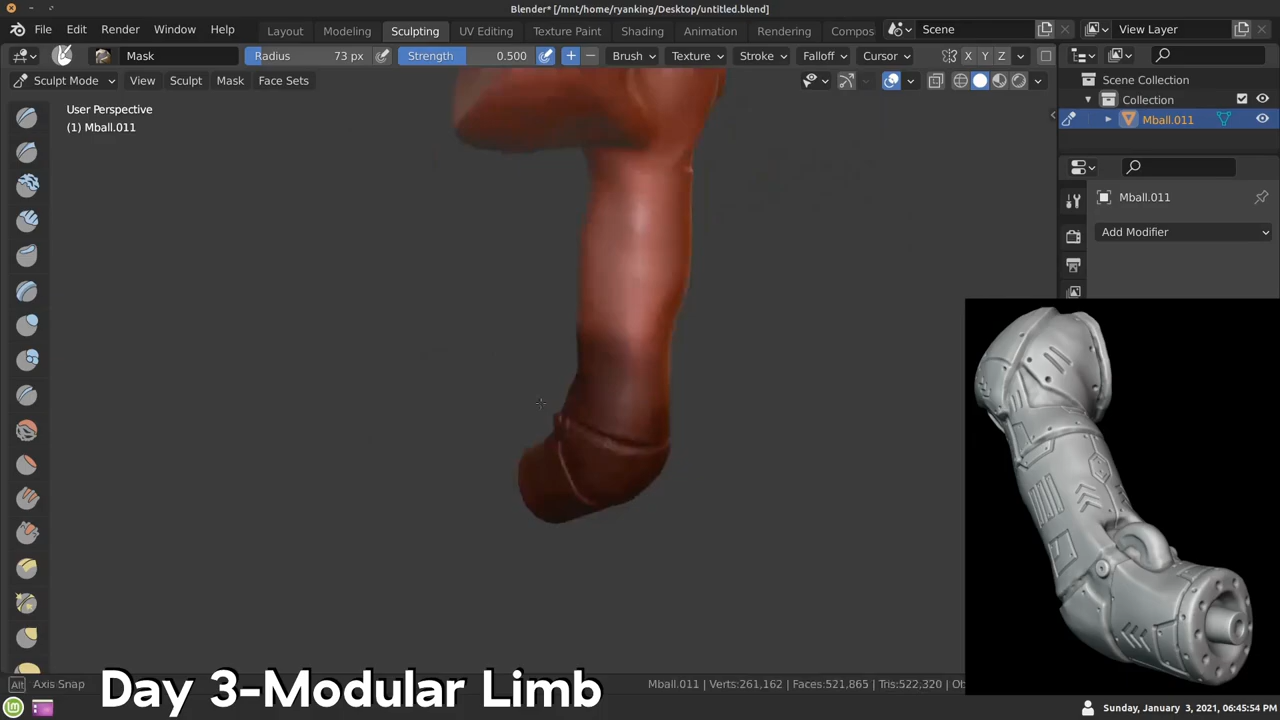 Blender* [/mnt/home/ryanking/Desktop/untitled.blend]
File Edit Render Window Help Layout Modeling Sculpting UV Editing Texture Paint Shading Animation Rendering Compos Scene View Layer
Mask Radius 73 px Strength 0.500 Brush Texture Stroke Falloff Cursor X Y Z
Sculpt Mode View Sculpt Mask Face Sets
Scene Collection
Collection
Mball.011
User Perspective
(1) Mball.011
Mball.011
Add Modifier
Alt Axis Snap
Mball.011 | Verts:261,162 | Faces:521,865 | Tris:522,320 | Ob
Day 3-Modular Limb
Sunday, January 3, 2021, 06:45:54 PM